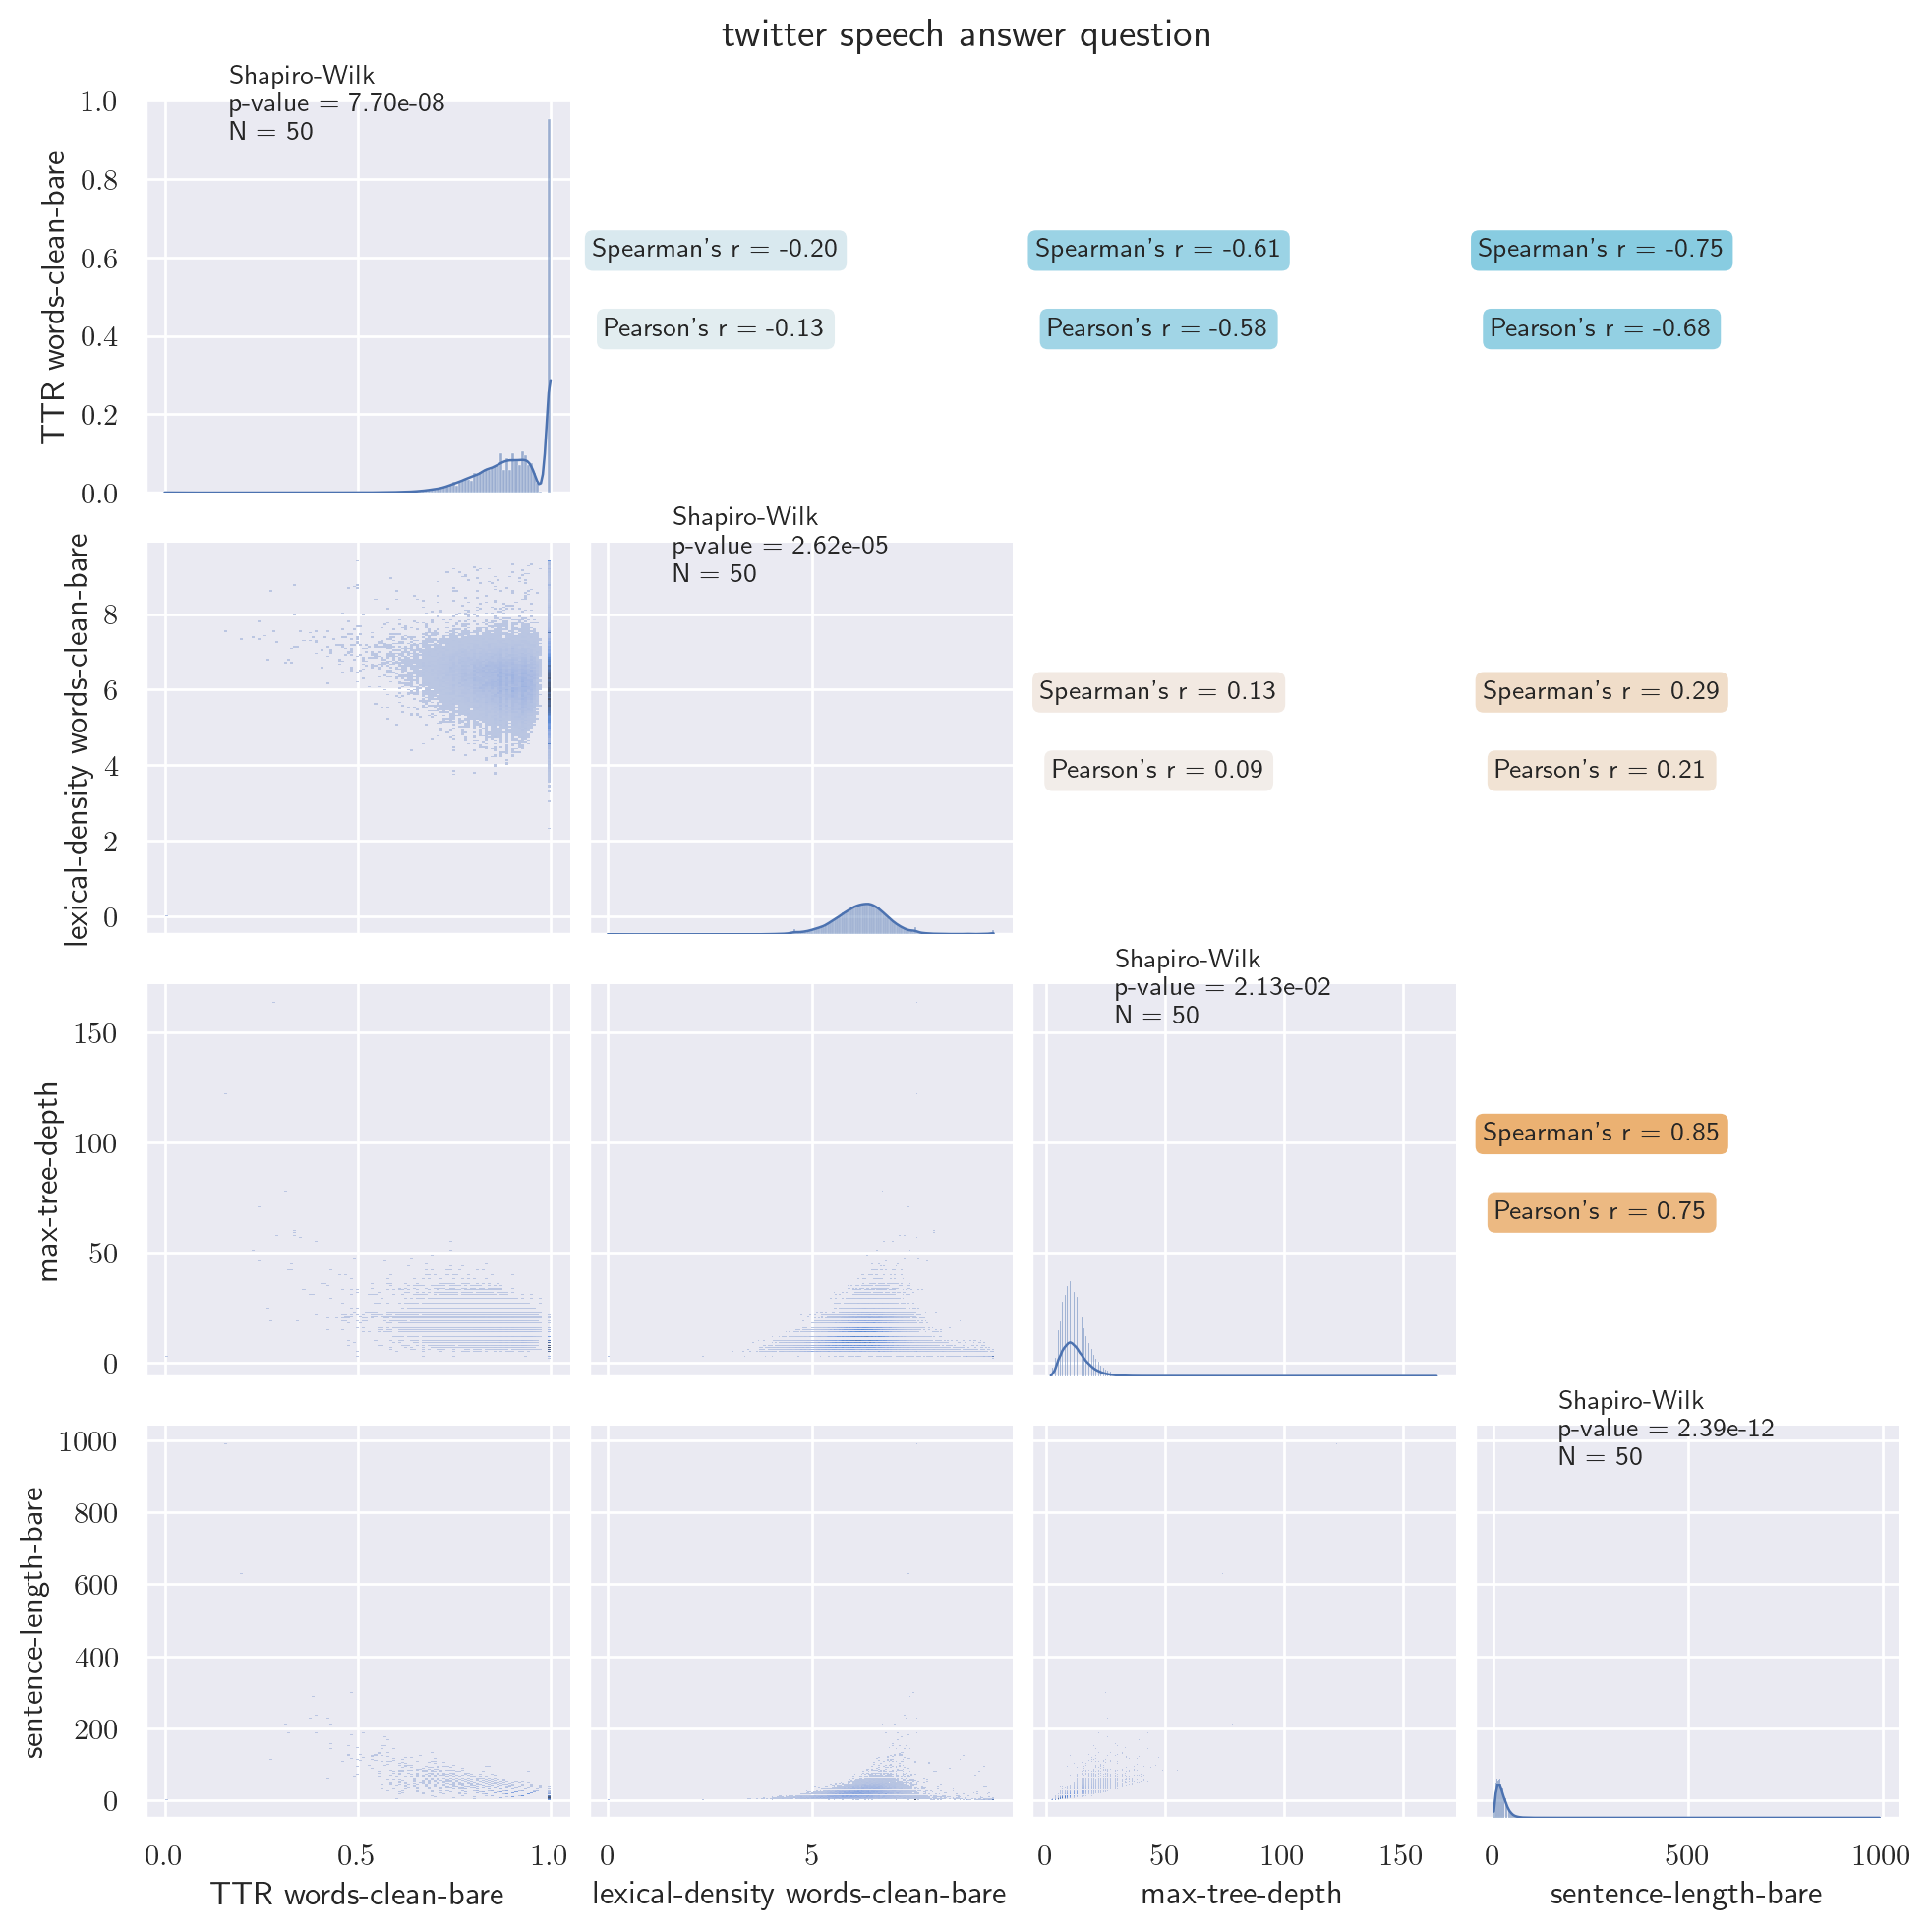 twitter speech answer question
Shapiro-Wilk
p-value = 7.70e-08
N = 50
1.0
0.8
0.6
0.4
0.2
0.0
TTR words-clean-bare
Spearman's r = -0.20
Pearson's r = -0.13
Spearman's r = -0.61
Pearson's r = -0.58
Spearman's r = -0.75
Pearson's r = -0.68
Shapiro-Wilk
p-value = 2.62e-05
N = 50
8
6
4
2
0
lexical-density words-clean-bare
Spearman's r = 0.13
Pearson's r = 0.09
Spearman's r = 0.29
Pearson's r = 0.21
Shapiro-Wilk
p-value = 2.13e-02
N = 50
150
100
50
0
max-tree-depth
Spearman's r = 0.85
Pearson's r = 0.75
Shapiro-Wilk
p-value = 2.39e-12
N = 50
1000
800
600
400
200
0
sentence-length-bare
0.0 0.5 1.0
TTR words-clean-bare
0 5
lexical-density words-clean-bare
0 50 100 150
max-tree-depth
0 500 1000
sentence-length-bare